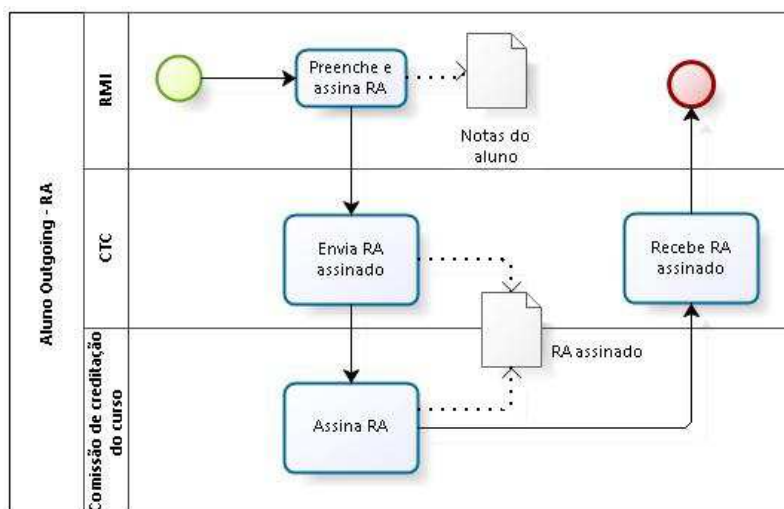 Aluno Outgoing - RA
RMI
Preenche e
assina RA
Notas do
aluno
CTC
Envia RA
assinado
Recebe RA
assinado
RA assinado
Comissão de creditação
do curso
Assina RA